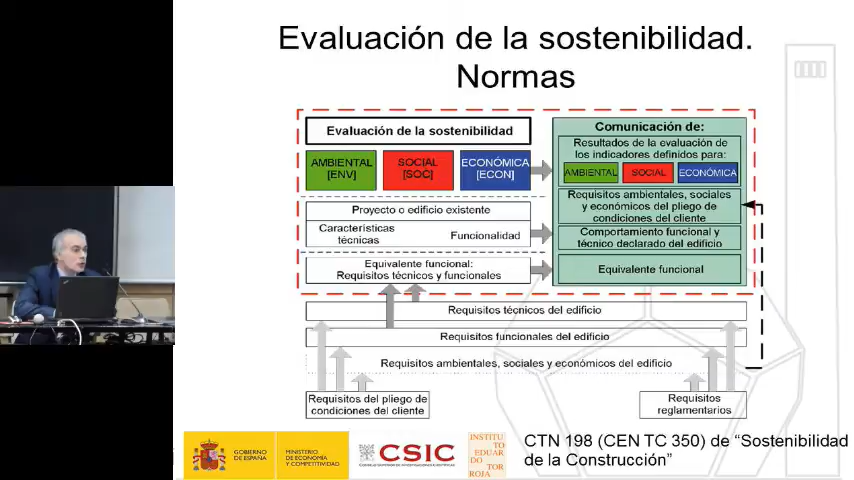 Evaluación de la sostenibilidad.
Normas
Evaluación de la sostenibilidad
AMBIENTAL
[ENV]
SOCIAL
[SOC]
ECONÓMICA
[ECON]
Proyecto o edificio existente
Características
técnicas
Funcionalidad
Equivalente funcional:
Requisitos técnicos y funcionales
Comunicación de:
Resultados de la evaluación de
los indicadores definidos para:
AMBIENTAL
SOCIAL
ECONÓMICA
Requisitos ambientales, sociales
y económicos del pliego de
condiciones del cliente
Comportamiento funcional y
técnico declarado del edificio
Equivalente funcional
Requisitos técnicos del edificio
Requisitos funcionales del edificio
Requisitos ambientales, sociales y económicos del edificio
Requisitos del pliego de
condiciones del cliente
Requisitos
reglamentarios
GOBIERNO
DE ESPAÑA
MINISTERIO
DE ECONOMÍA
Y COMPETITIVIDAD
CSIC
CONSEJO SUPERIOR DE INVESTIGACIONES CIENTÍFICAS
INSTITU
TO
EDUAR
DO TOR
ROJA
CTN 198 (CEN TC 350) de “Sostenibilidad
de la Construcción”